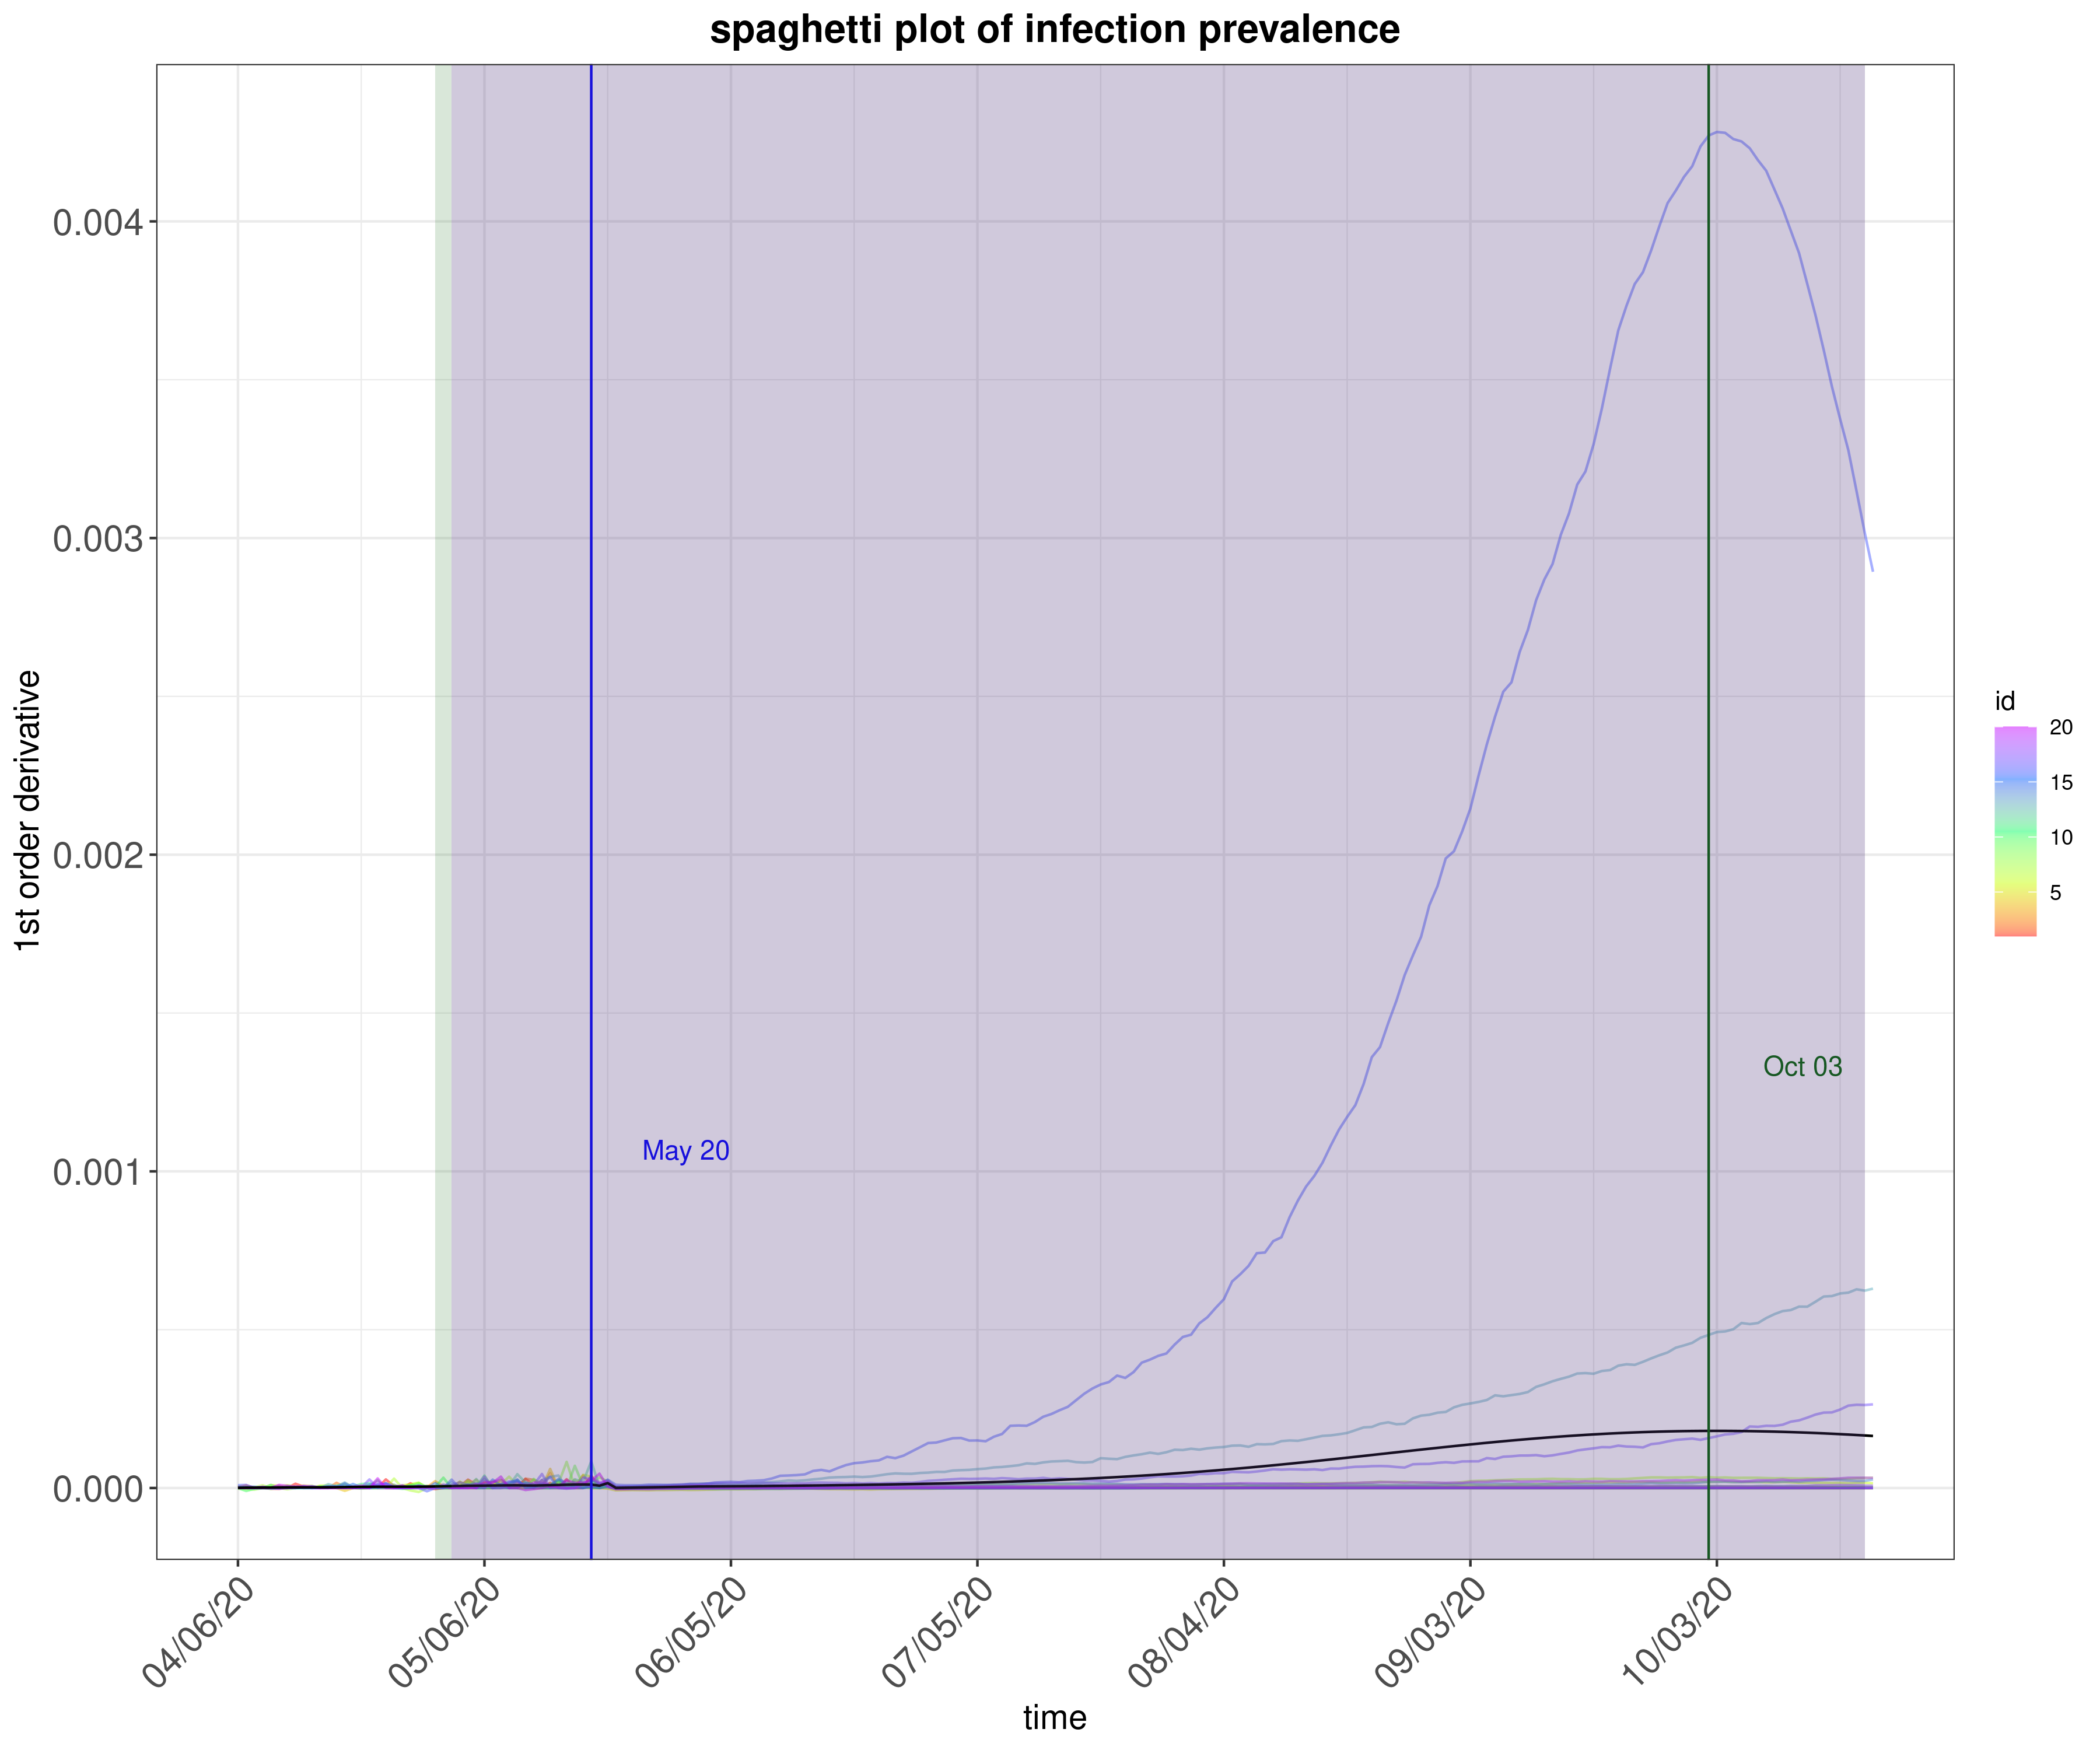 spaghetti plot of infection prevalence
1st order derivative
0.004
0.003
0.002
0.001
0.000
May 20
Oct 03
04/06/20
05/06/20
06/05/20
07/05/20
08/04/20
09/03/20
10/03/20
time
id
20
15
10
5